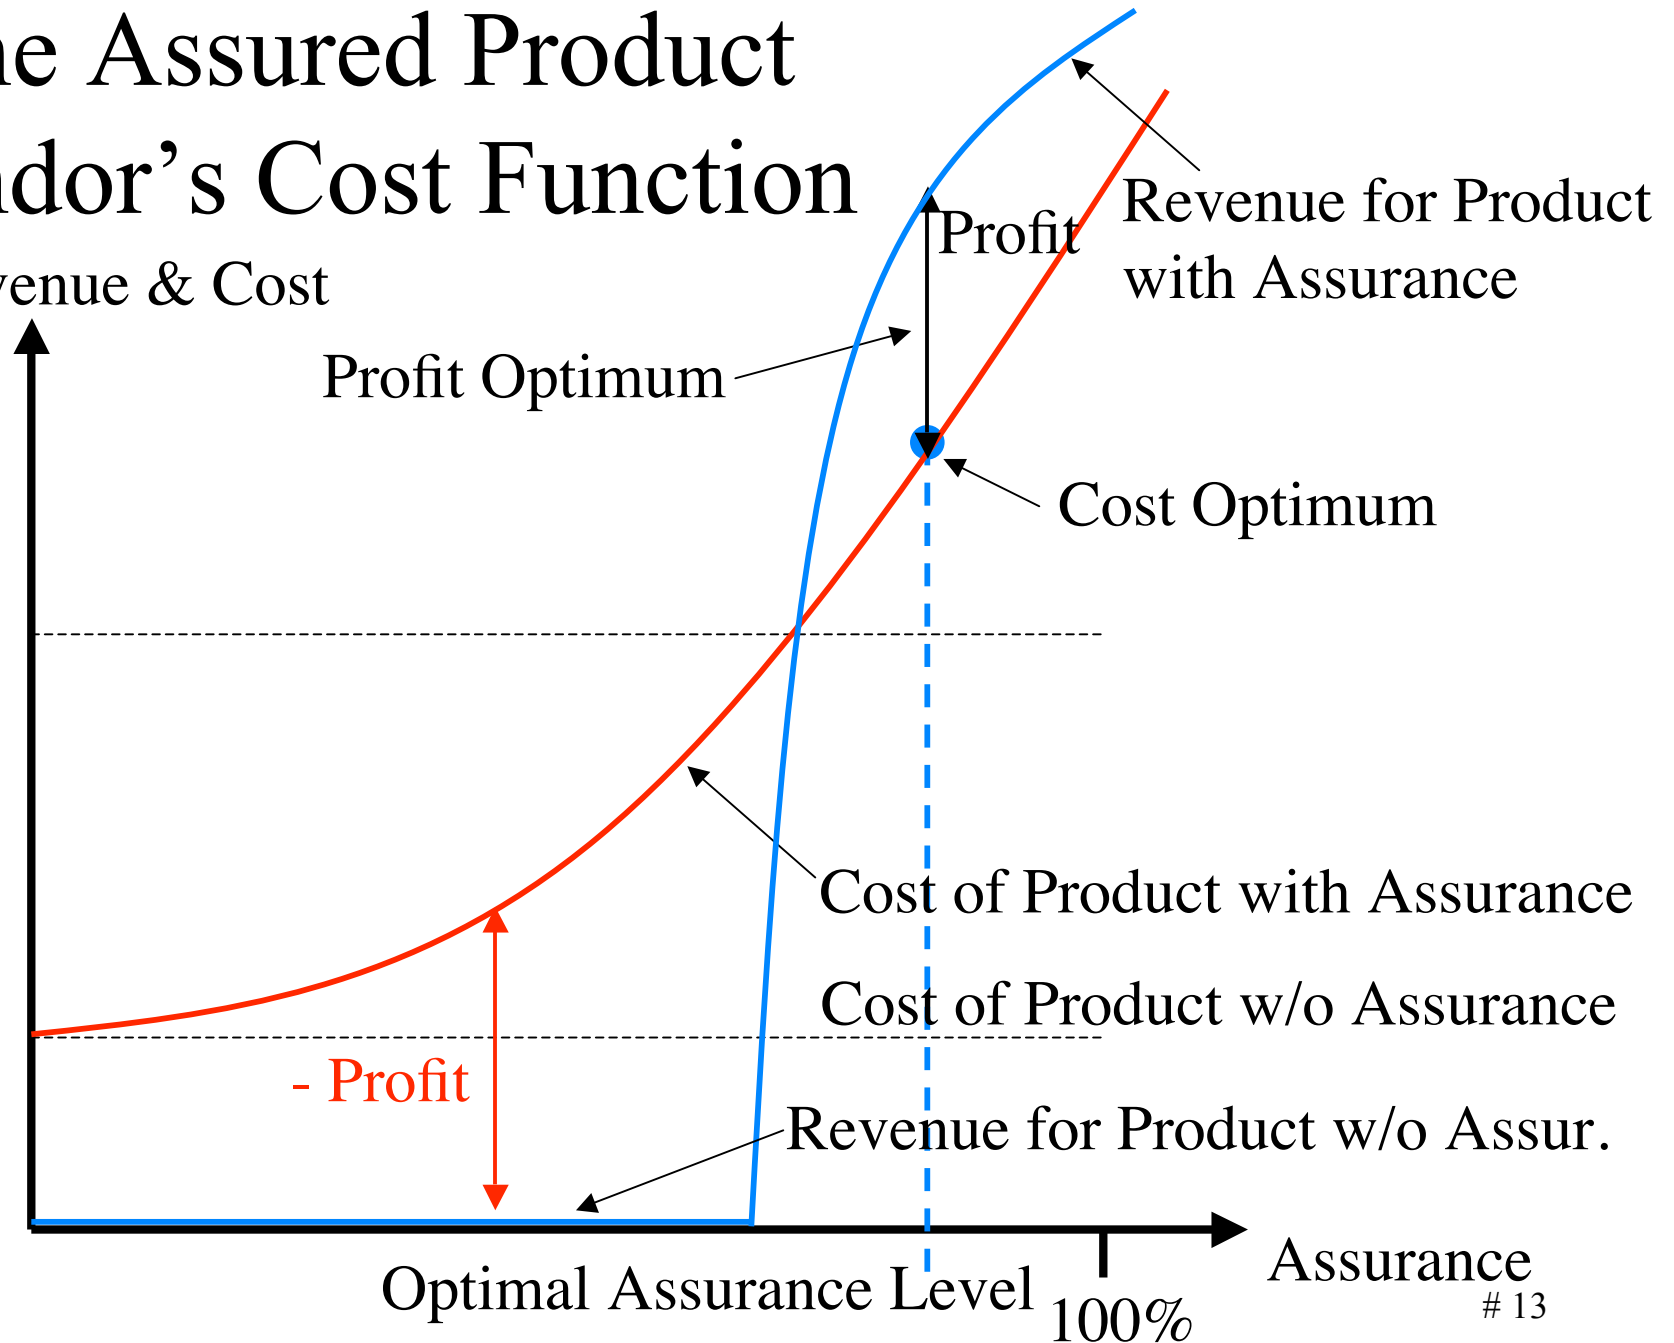 ne Assured Product
ndor’s Cost Function
venue & Cost
Profit
Revenue for Product
with Assurance
Profit Optimum
Cost Optimum
Cost of Product with Assurance
Cost of Product w/o Assurance
- Profit
Revenue for Product w/o Assur.
Assurance
Optimal Assurance Level
100%
# 13